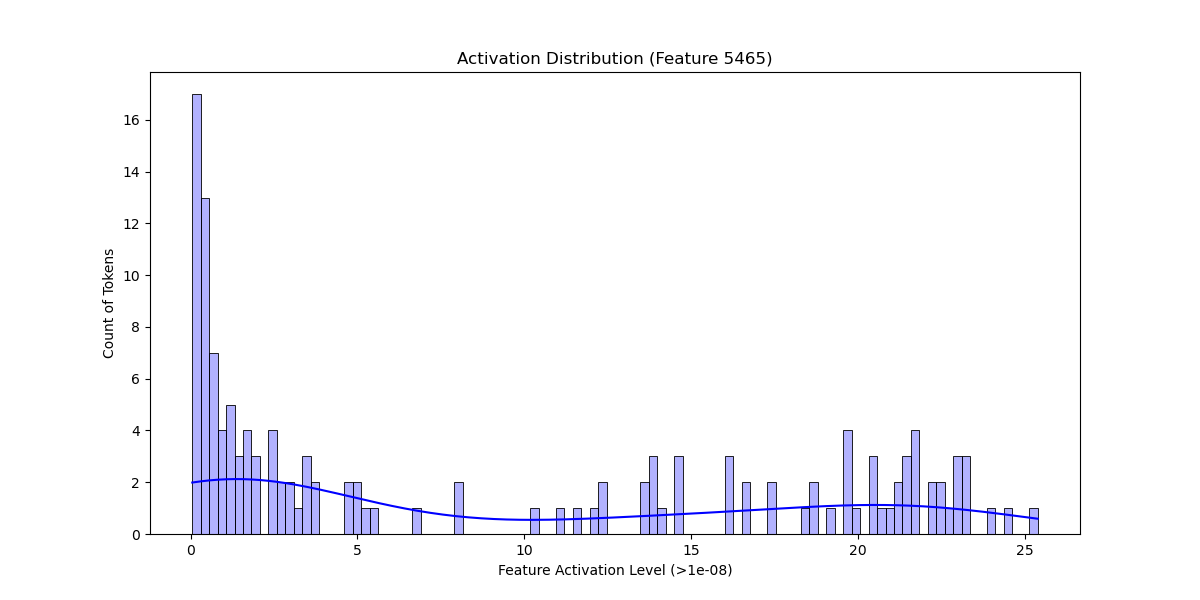 Activation Distribution (Feature 5465)
Count of Tokens
16
14
12
10
8
6
4
2
0
0 5 10 15 20 25
Feature Activation Level (>1e-08)